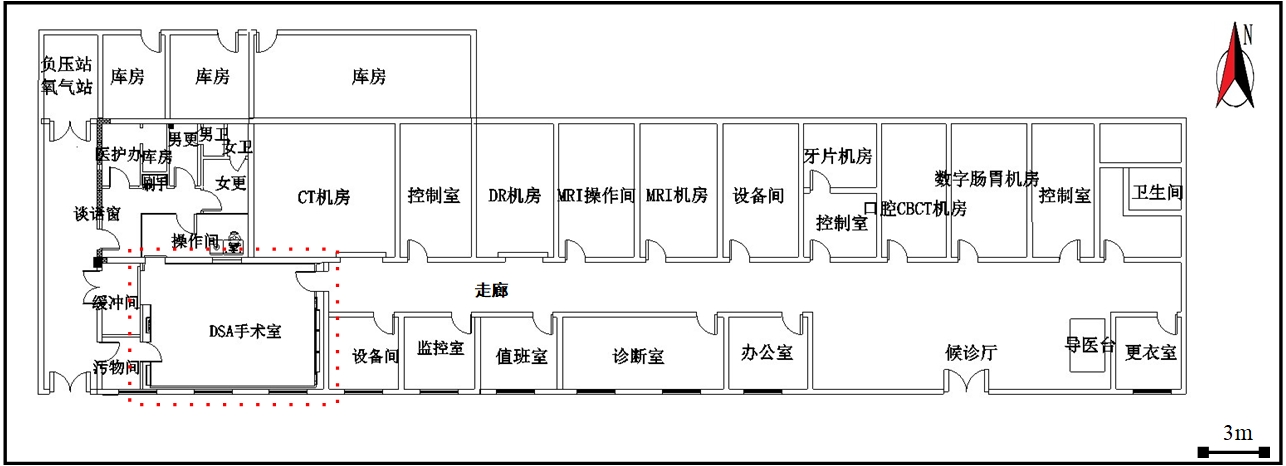 N
负压站
氧气站
库房
库房
库房
医护办
库房
男更
男卫
女卫
刷手
女更
谈话窗
操作间
CT机房
控制室
DR机房
MRI操作间
MRI机房
设备间
牙片机房
控制室
口腔CBCT机房
数字肠胃机房
控制室
卫生间
走廊
缓冲间
DSA手术室
污物间
设备间
监控室
值班室
诊断室
办公室
候诊厅
导医台
更衣室
3m